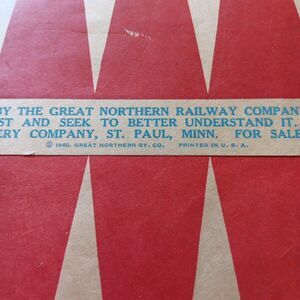 BY THE GREAT NORTHERN RAILWAY COMPAN
ST AND SEEK TO BETTER UNDERSTAND IT.
ERY COMPANY, ST. PAUL, MINN. FOR SALE
© 1940, GREAT NORTHERN RY. CO. PRINTED IN U. S. A.